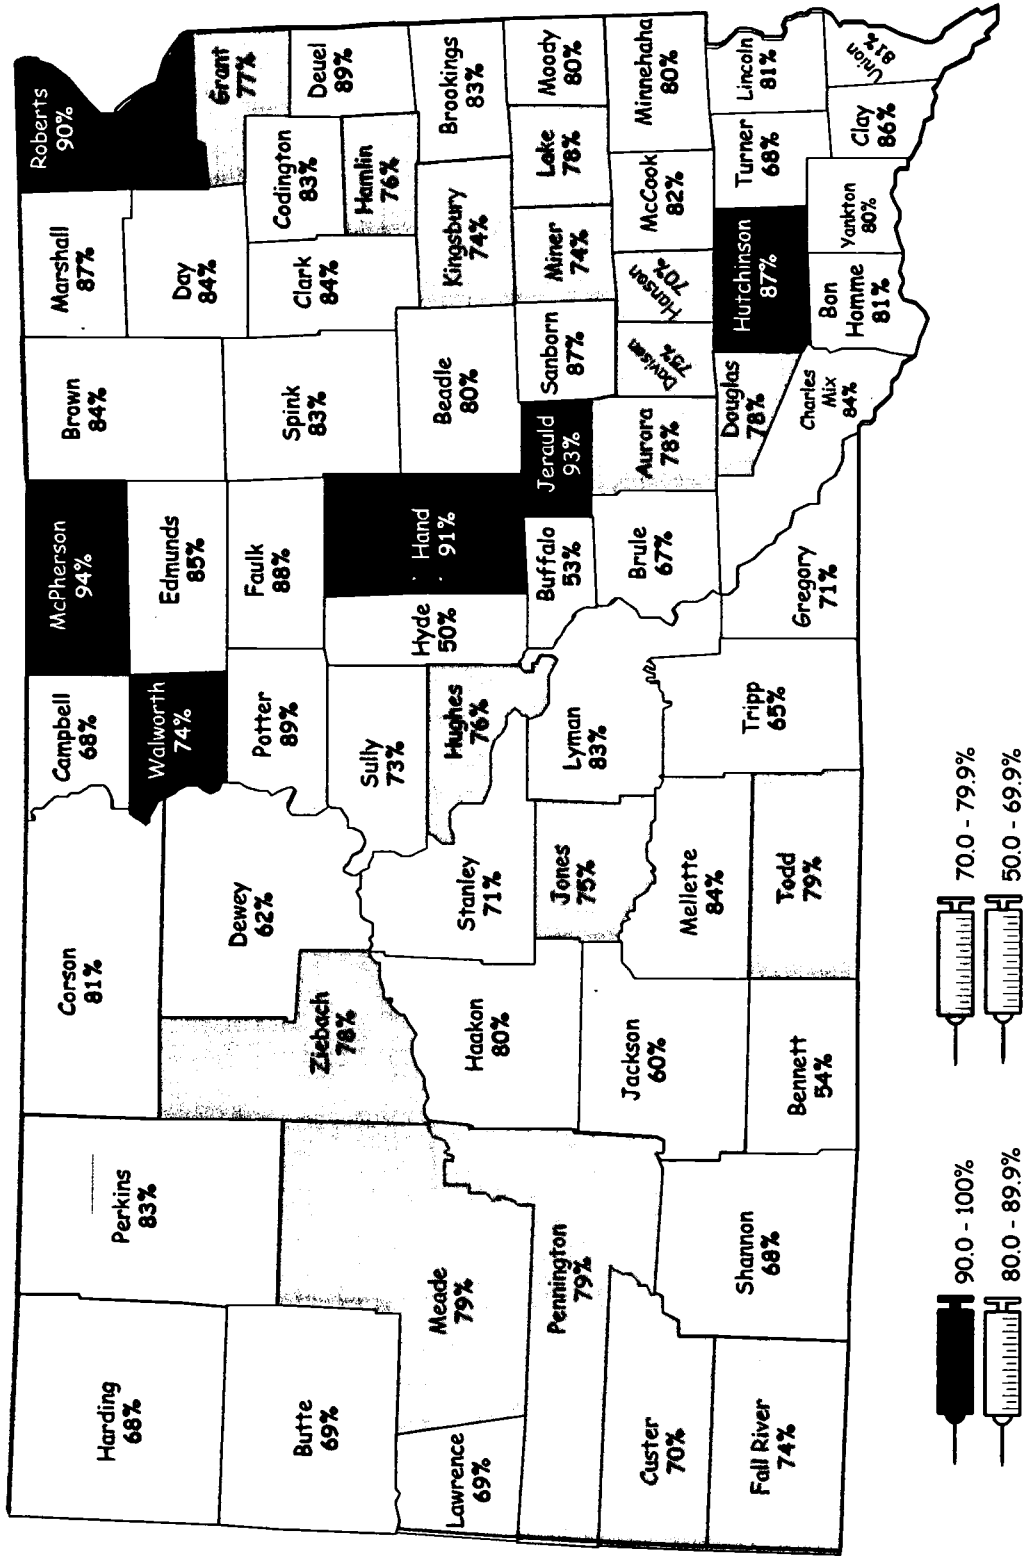 Harding
68%
Perkins
83%
Corson
81%
Campbell
68%
McPherson
94%
Brown
84%
Marshall
87%
Roberts
90%
Butte
69%
Ziebach
78%
Dewey
62%
Walworth
74%
Edmunds
85%
Day
84%
Grant
77%
Potter
89%
Faulk
88%
Spink
83%
Clark
84%
Codington
83%
Deuel
89%
Hamlin
76%
Lawrence
69%
Meade
79%
Haakon
80%
Stanley
71%
Sully
73%
Hughes
76%
Hyde
50%
Hand
91%
Beadle
80%
Kingsbury
74%
Brookings
83%
Pennington
79%
Jackson
60%
Jones
75%
Lyman
83%
Buffalo
53%
Jerauld
93%
Sanborn
87%
Miner
74%
Lake
78%
Moody
80%
Custer
70%
Mellette
84%
Brule
67%
Aurora
78%
Davison
75%
Hanson
70%
McCook
82%
Minnehaha
80%
Fall River
74%
Shannon
68%
Bennett
54%
Todd
79%
Tripp
65%
Gregory
71%
Douglas
78%
Hutchinson
87%
Turner
68%
Lincoln
81%
Charles
Mix
84%
Bon
Homme
81%
Yankton
80%
Clay
86%
Union
81%
90.0 - 100%
70.0 - 79.9%
80.0 - 89.9%
50.0 - 69.9%